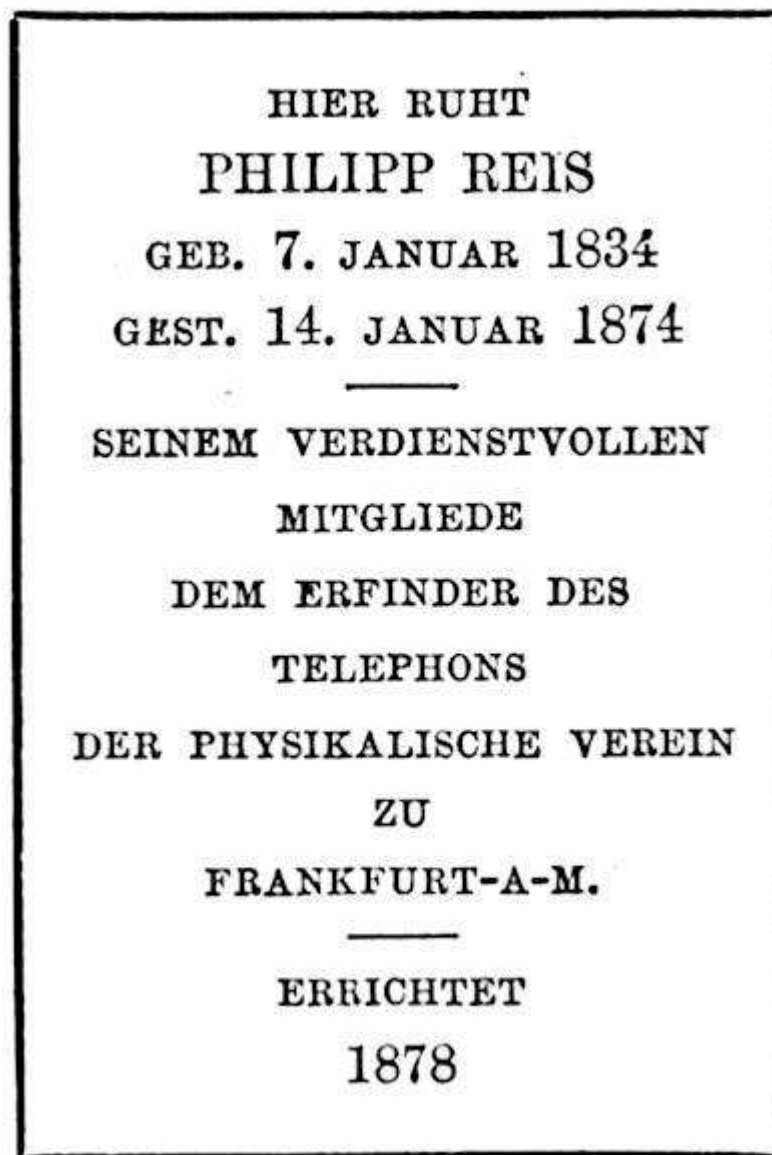 HIER RUHT
PHILIPP REIS
GEB. 7. JANUAR 1834
GEST. 14. JANUAR 1874
SEINEM VERDIENSTVOLLEN
MITGLIEDE
DEM ERFINDER DES
TELEPHONS
DER PHYSIKALISCHE VEREIN
ZU
FRANKFURT-A-M.
ERRICHTET
1878